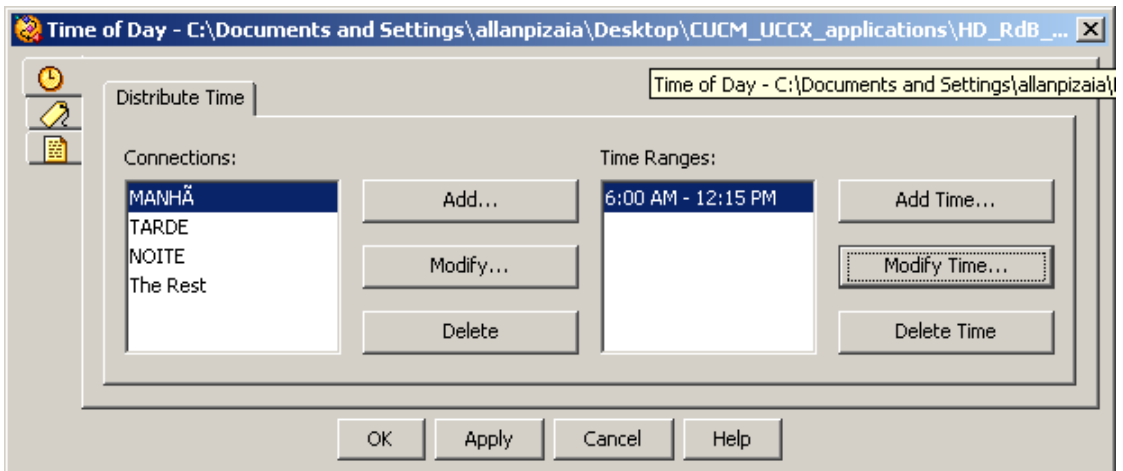 Time of Day - C:\Documents and Settings\allanpizaia\Desktop\CUCM_UCCX_applications\HD_RdB_...
Time of Day - C:\Documents and Settings\allanpizaia\
Distribute Time
Connections:
Time Ranges:
MANHÃ
TARDE
NOITE
The Rest
Add...
Modify...
Delete
6:00 AM - 12:15 PM
Add Time...
Modify Time...
Delete Time
OK
Apply
Cancel
Help